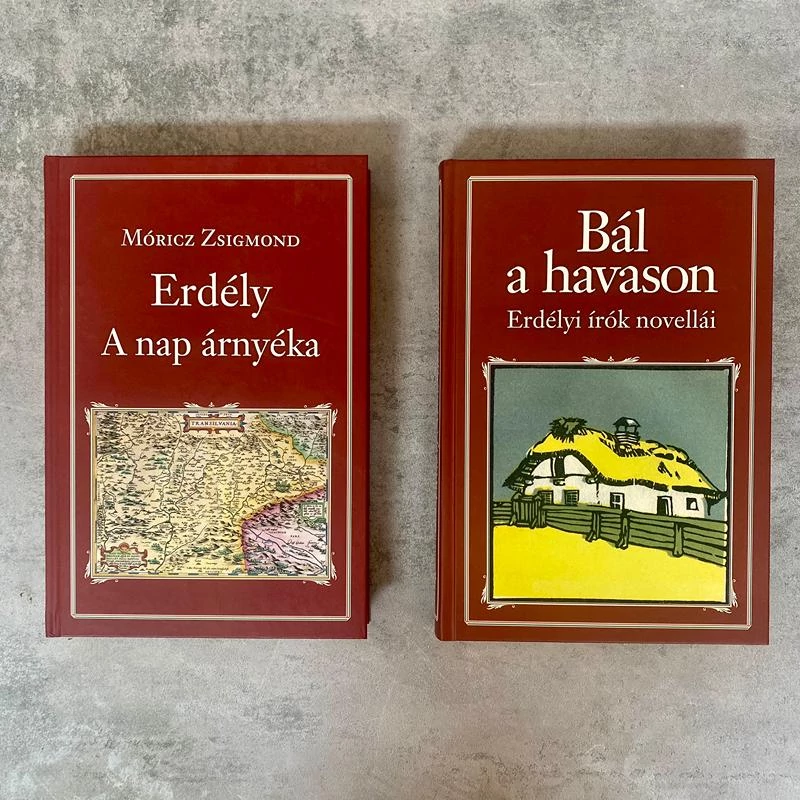 Móricz Zsigmond
Erdély
A nap árnyéka
TRANSILVANIA
Bál
a havason
Erdélyi írók novellái